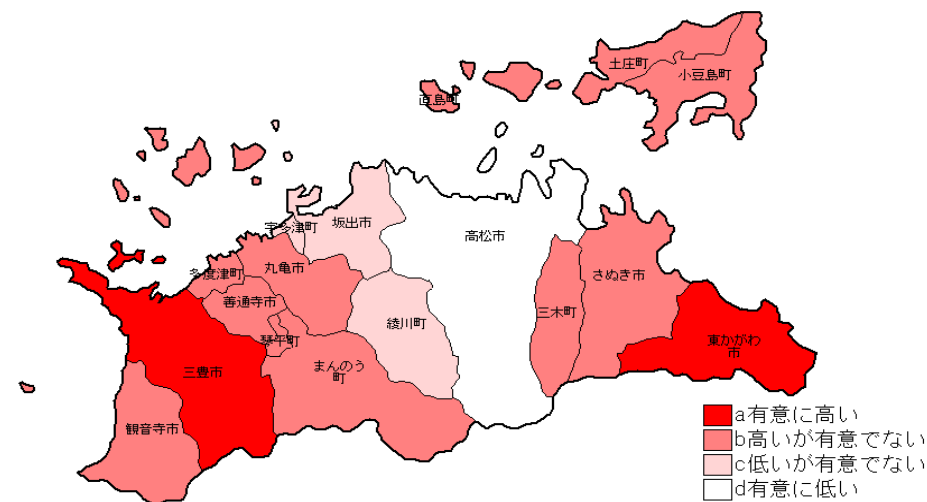 土庄町
小豆島町
直島町
宇多津町
坂出市
高松市
多度津町
丸亀市
さぬき市
善通寺市
三木町
綾川町
琴平町
東かがわ
市
三豊市
まんのう
町
観音寺市
a有意に高い
b高いが有意でない
c低いが有意でない
d有意に低い